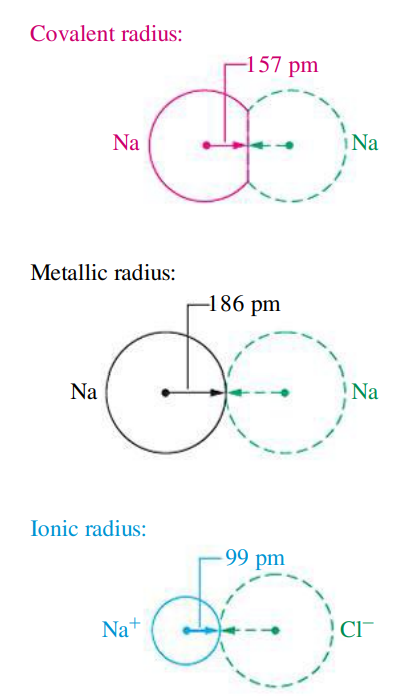 Covalent radius:
157 pm
Na
Na
Metallic radius:
186 pm
Na
Na
Ionic radius:
99 pm
Na⁺
Cl⁻